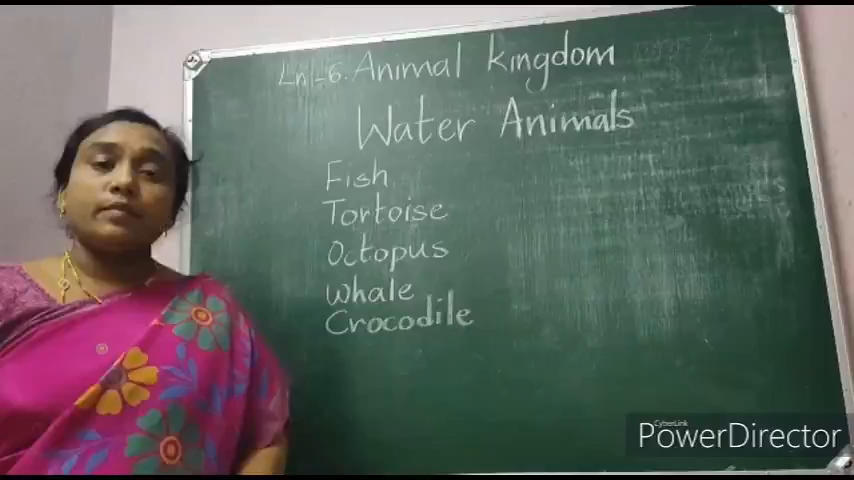 Ln-6. Animal kingdom
Water Animals
Fish
Tortoise
Octopus
Whale
Crocodile
CyberLink
PowerDirector